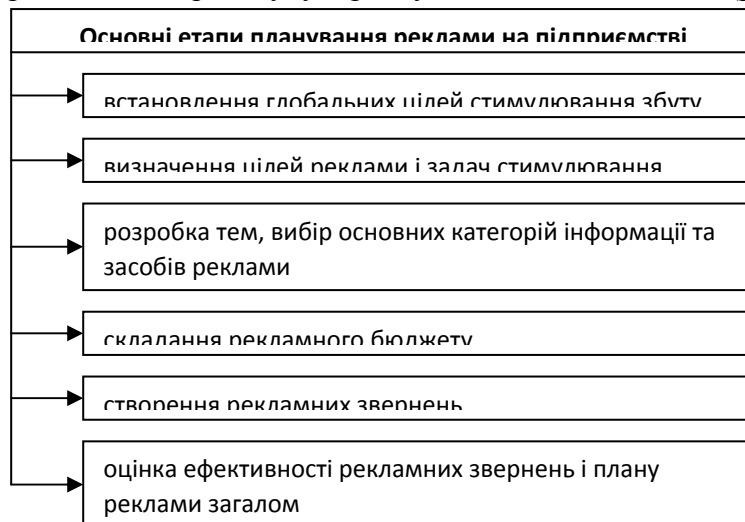 Основні етапи планування реклами на підприємстві
встановлення глобальних цілей стимулювання збуту
визначення цілей реклами і задач стимулювання
розробка тем, вибір основних категорій інформації та
засобів реклами
складання рекламного бюджету
створення рекламних звернень
оцінка ефективності рекламних звернень і плану
реклами загалом